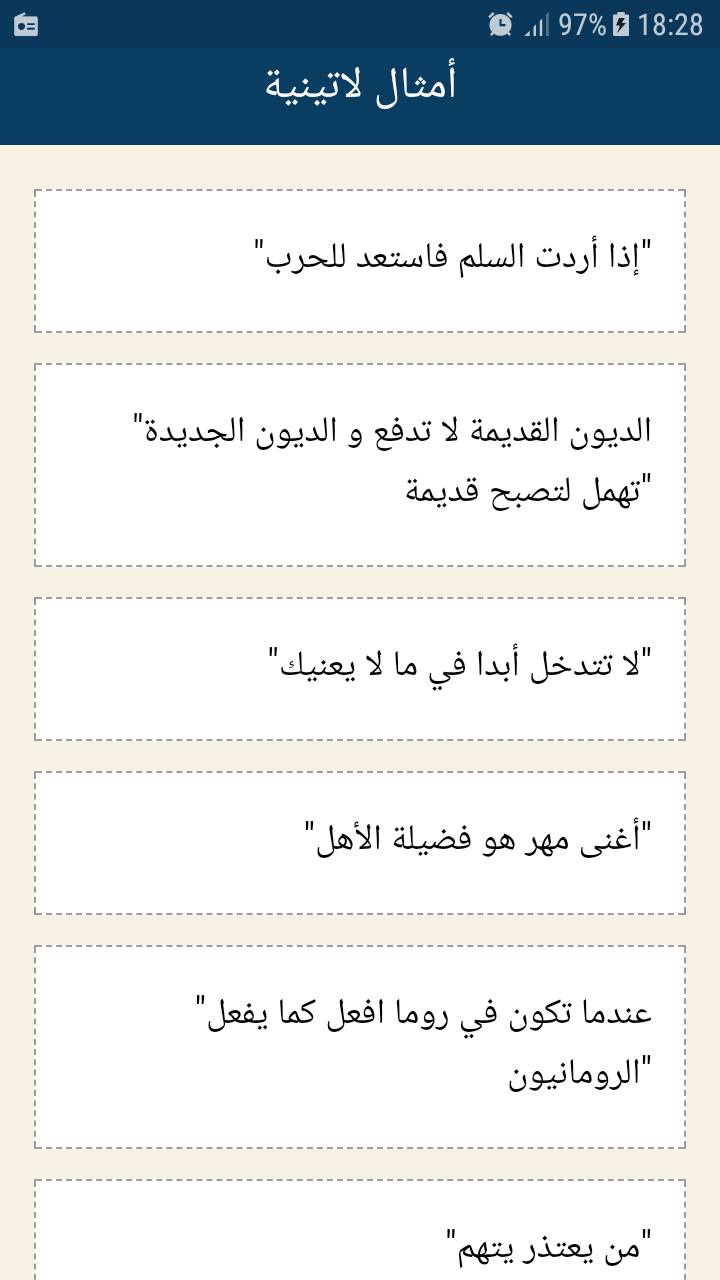 97% 18:28
أمثال لاتينية
"إذا أردت السلم فاستعد للحرب"
الديون القديمة لا تدفع و الديون الجديدة"
"تهمل لتصبح قديمة
"لا تتدخل أبدا في ما لا يعنيك"
"أغنى مهر هو فضيلة الأهل"
عندما تكون في روما افعل كما يفعل"
"الرومانيون
"من يعتذر يتهم"